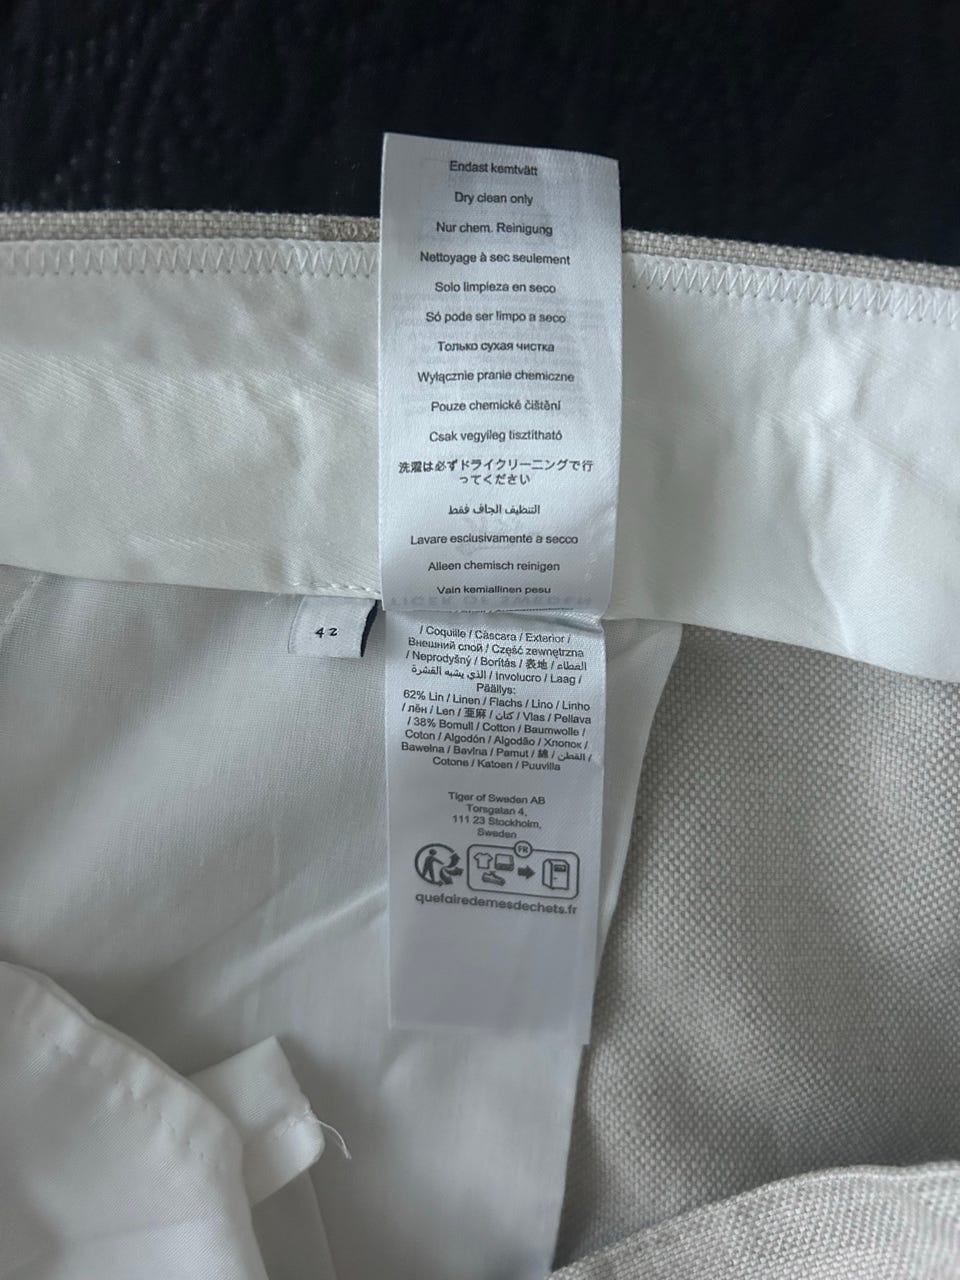 Endast kemtvätt
Dry clean only
Nur chem. Reinigung
Nettoyage à sec seulement
Solo limpieza en seco
Só pode ser limpo a seco
Только сухая чистка
Wyłącznie pranie chemiczne
Pouze chemické čištění
Csak vegyileg tisztítható
洗濯は必ずドライクリーニングで行
ってください
التنظيف الجاف فقط
Lavare esclusivamente a secco
Alleen chemisch reinigen
Vain kemiallinen pesu
42
/ Coquille / Cáscara / Exterior /
Внешний слой / Część zewnętrzna
/ Neprodyšný / Borítás / 表地 / الغطاء
الذي يشبه القشرة / Involucro / Laag /
Päällys:
62% Lin / Linen / Flachs / Lino / Linho
/ лён / Len / 亜麻 / كتان / Vlas / Pellava
/ 38% Bomull / Cotton / Baumwolle /
Coton / Algodón / Algodão / Хлопок /
Bawełna / Bavlna / Pamut / 綿 / القطن /
Cotone / Katoen / Puuvilla
Tiger of Sweden AB
Torsgatan 4,
111 23 Stockholm,
Sweden
FR
quefairedemesdechets.fr